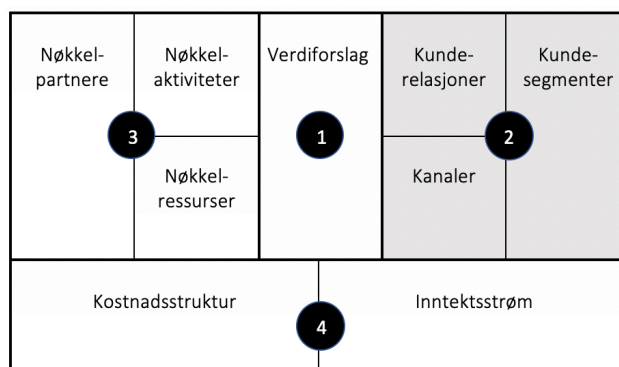 Nøkkel-
partnere
Nøkkel-
aktiviteter
Verdiforslag
Kunde-
relasjoner
Kunde-
segmenter
3
1
2
Nøkkel-
ressurser
Kanaler
Kostnadsstruktur
Inntektsstrøm
4